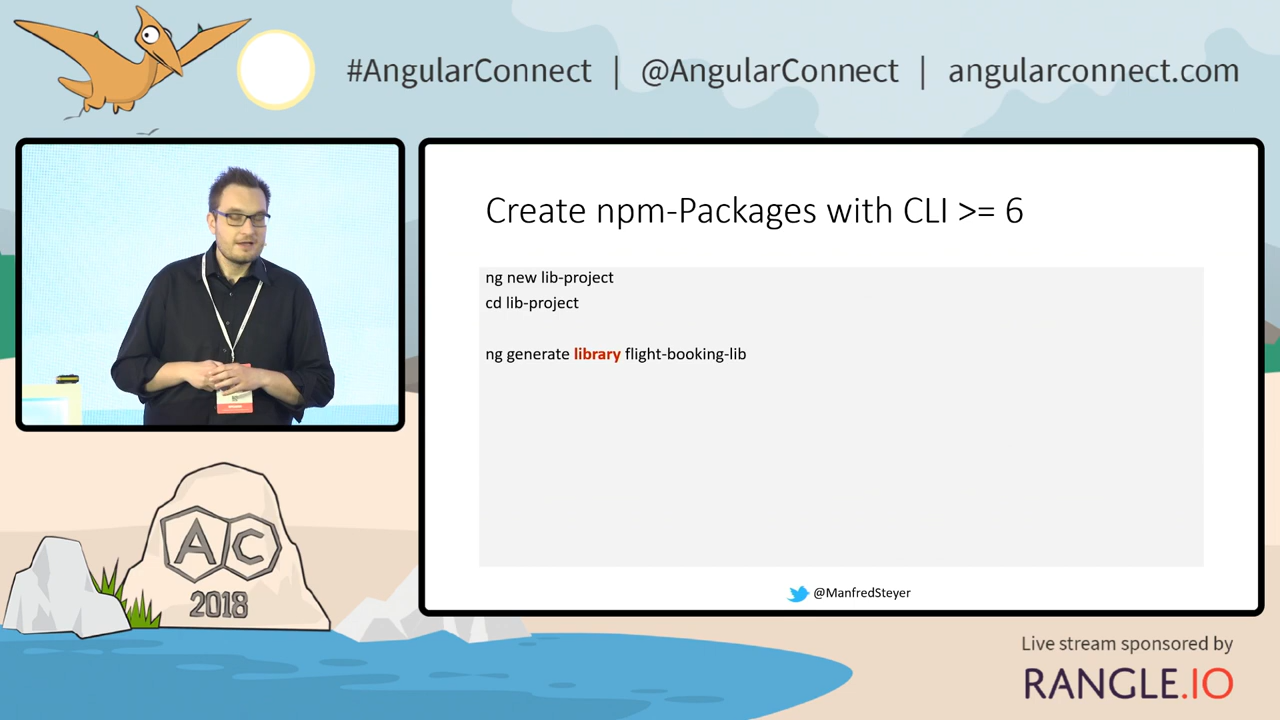 #AngularConnect | @AngularConnect | angularconnect.com
Create npm-Packages with CLI >= 6
ng new lib-project
cd lib-project
ng generate library flight-booking-lib
@ManfredSteyer
AC
2018
Live stream sponsored by
RANGLE.IO